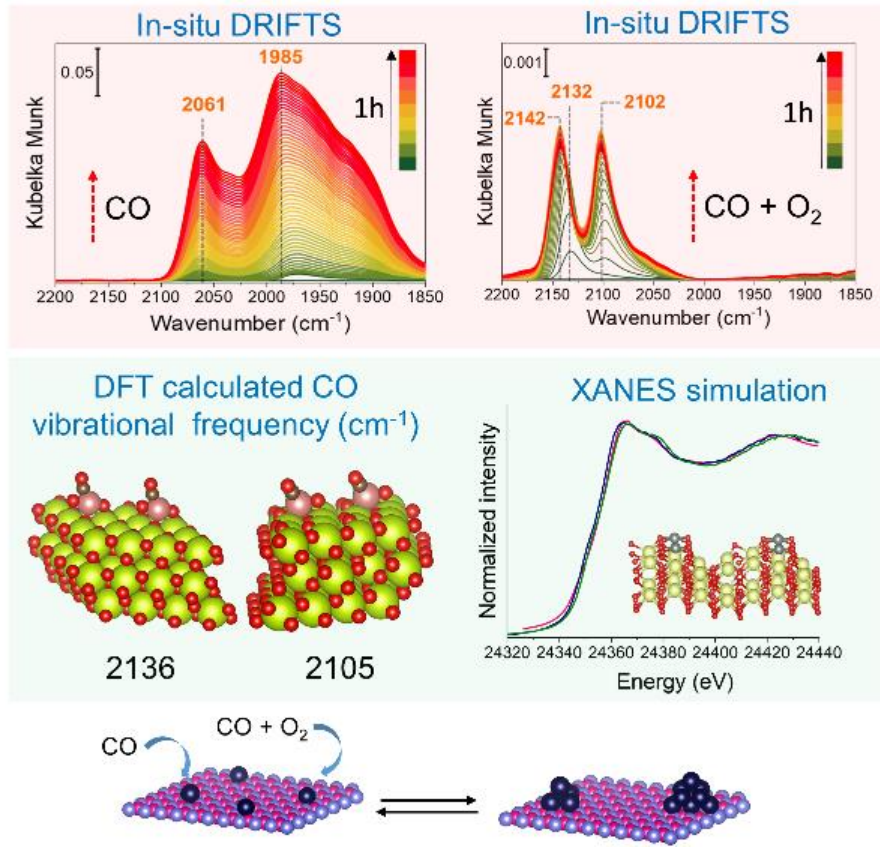 In-situ DRIFTS
0.05
2061
1985
1h
CO
Kubelka Munk
2200 2150 2100 2050 2000 1950 1900 1850
Wavenumber (cm-1)
In-situ DRIFTS
0.001
2142
2132
2102
1h
CO + O2
Kubelka Munk
2200 2150 2100 2050 2000 1950 1900 1850
Wavenumber (cm-1)
DFT calculated CO
vibrational frequency (cm-1)
2136
2105
XANES simulation
Normalized intensity
24320 24340 24360 24380 24400 24420 24440
Energy (eV)
CO
CO + O2